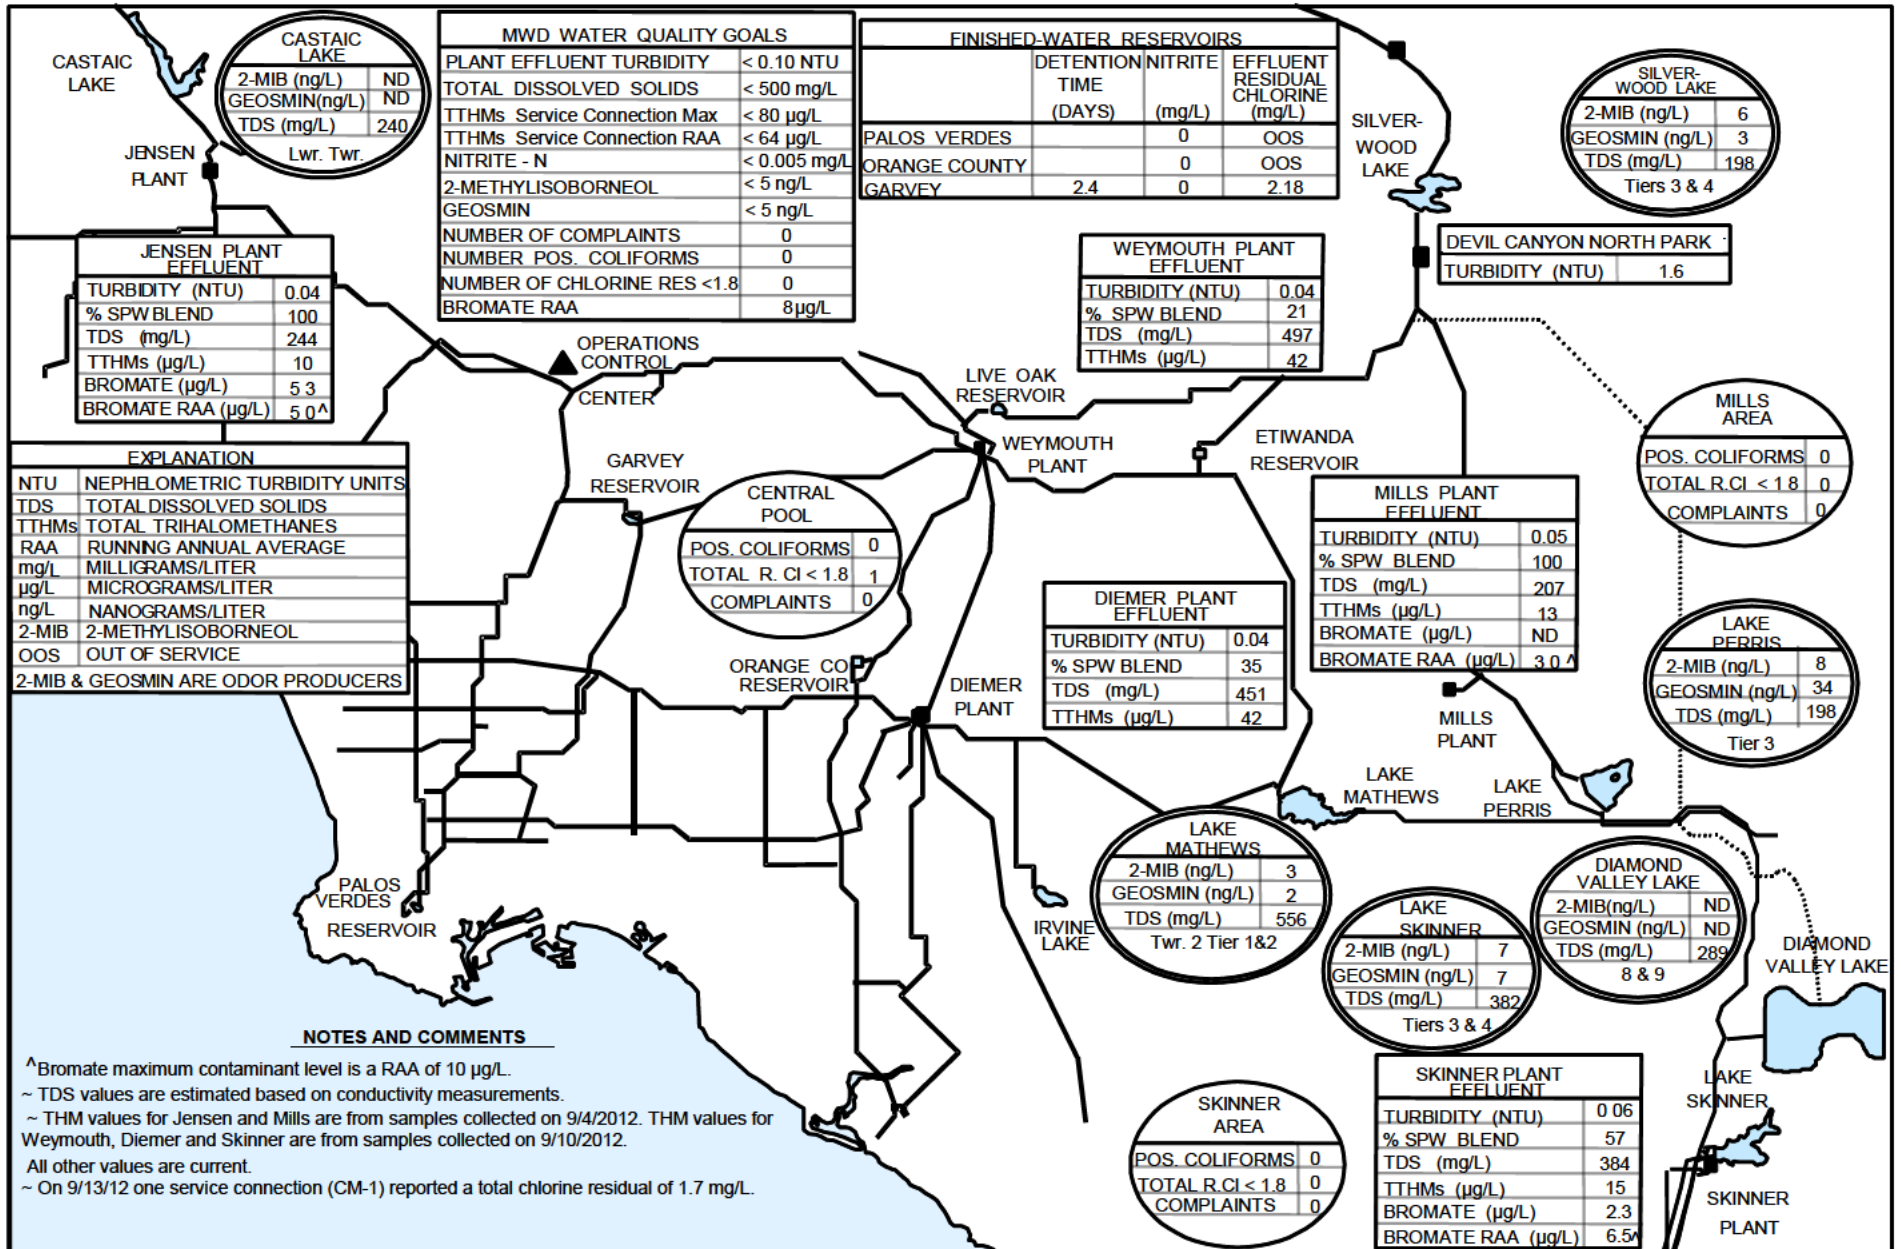 CASTAIC
LAKE
CASTAIC
LAKE
2-MIB (ng/L) ND
GEOSMIN(ng/L) ND
TDS (mg/L) 240
Lwr. Twr.
JENSEN
PLANT
MWD WATER QUALITY GOALS
PLANT EFFLUENT TURBIDITY < 0.10 NTU
TOTAL DISSOLVED SOLIDS < 500 mg/L
TTHMs Service Connection Max < 80 µg/L
TTHMs Service Connection RAA < 64 µg/L
NITRITE - N < 0.005 mg/L
2-METHYLISOBORNEOL < 5 ng/L
GEOSMIN < 5 ng/L
NUMBER OF COMPLAINTS 0
NUMBER POS. COLIFORMS 0
NUMBER OF CHLORINE RES <1.8 0
BROMATE RAA 8µg/L
FINISHED-WATER RESERVOIRS
DETENTION NITRITE EFFLUENT
TIME RESIDUAL
CHLORINE
(DAYS) (mg/L) (mg/L)
PALOS VERDES 0 OOS
ORANGE COUNTY 0 OOS
GARVEY 2.4 0 2.18
SILVER-
WOOD
LAKE
SILVER-
WOOD LAKE
2-MIB (ng/L) 6
GEOSMIN (ng/L) 3
TDS (mg/L) 198
Tiers 3 & 4
DEVIL CANYON NORTH PARK
TURBIDITY (NTU) 1.6
JENSEN PLANT
EFFLUENT
TURBIDITY (NTU) 0.04
% SPW BLEND 100
TDS (mg/L) 244
TTHMs (µg/L) 10
BROMATE (µg/L) 5 3
BROMATE RAA (µg/L) 5 0^
WEYMOUTH PLANT
EFFLUENT
TURBIDITY (NTU) 0.04
% SPW BLEND 21
TDS (mg/L) 497
TTHMs (µg/L) 42
OPERATIONS
CONTROL
CENTER
LIVE OAK
RESERVOIR
WEYMOUTH
PLANT
ETIWANDA
RESERVOIR
MILLS
AREA
POS. COLIFORMS 0
TOTAL R.Cl < 1 8 0
COMPLAINTS 0
EXPLANATION
NTU NEPHELOMETRIC TURBIDITY UNITS
TDS TOTAL DISSOLVED SOLIDS
TTHMs TOTAL TRIHALOMETHANES
RAA RUNNING ANNUAL AVERAGE
mg/L MILLIGRAMS/LITER
µg/L MICROGRAMS/LITER
ng/L NANOGRAMS/LITER
2-MIB 2-METHYLISOBORNEOL
OOS OUT OF SERVICE
2-MIB & GEOSMIN ARE ODOR PRODUCERS
GARVEY
RESERVOIR
CENTRAL
POOL
POS. COLIFORMS 0
TOTAL R. Cl < 1.8 1
COMPLAINTS 0
MILLS PLANT
EFFLUENT
TURBIDITY (NTU) 0.05
% SPW BLEND 100
TDS (mg/L) 207
TTHMs (µg/L) 13
BROMATE (µg/L) ND
BROMATE RAA (µg/L) 3 0 ^
DIEMER PLANT
EFFLUENT
TURBIDITY (NTU) 0.04
% SPW BLEND 35
TDS (mg/L) 451
TTHMs (µg/L) 42
ORANGE CO
RESERVOIR
DIEMER
PLANT
LAKE
PERRIS
2-MIB (ng/L) 8
GEOSMIN (ng/L) 34
TDS (mg/L) 198
Tier 3
MILLS
PLANT
LAKE
MATHEWS
LAKE
PERRIS
LAKE
MATHEWS
2-MIB (ng/L) 3
GEOSMIN (ng/L) 2
TDS (mg/L) 556
Twr. 2 Tier 1&2
DIAMOND
VALLEY LAKE
2-MIB(ng/L) ND
GEOSMIN (ng/L) ND
TDS (mg/L) 289
8 & 9
PALOS
VERDES
RESERVOIR
IRVINE
LAKE
LAKE
SKINNER
2-MIB (ng/L) 7
GEOSMIN (ng/L) 7
TDS (mg/L) 382
Tiers 3 & 4
DIAMOND
VALLEY LAKE
NOTES AND COMMENTS
^Bromate maximum contaminant level is a RAA of 10 µg/L.
~ TDS values are estimated based on conductivity measurements.
~ THM values for Jensen and Mills are from samples collected on 9/4/2012. THM values for
Weymouth, Diemer and Skinner are from samples collected on 9/10/2012.
All other values are current.
~ On 9/13/12 one service connection (CM-1) reported a total chlorine residual of 1.7 mg/L.
SKINNER
AREA
POS. COLIFORMS 0
TOTAL R.Cl < 1.8 0
COMPLAINTS 0
SKINNER PLANT
EFFLUENT
TURBIDITY (NTU) 0 06
% SPW BLEND 57
TDS (mg/L) 384
TTHMs (µg/L) 15
BROMATE (µg/L) 2.3
BROMATE RAA (µg/L) 6.5^
LAKE
SKINNER
SKINNER
PLANT